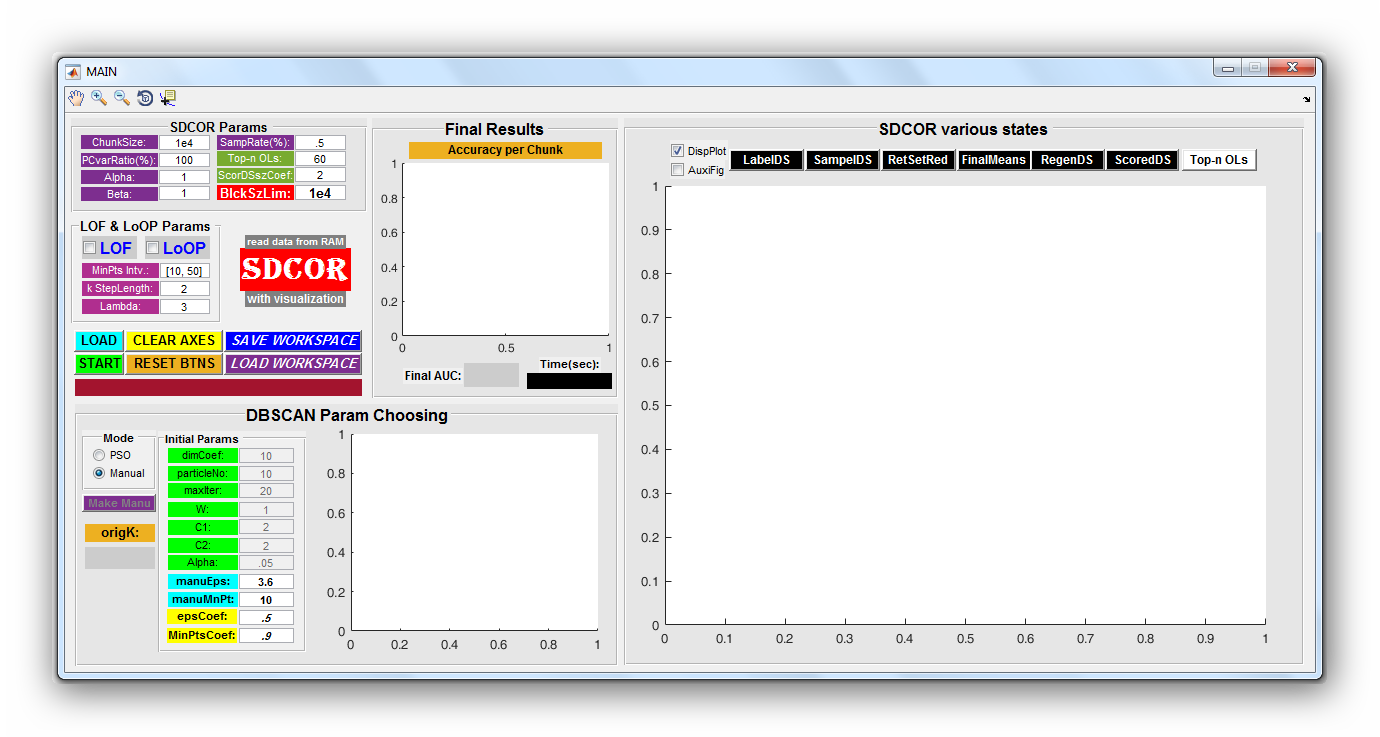 MAIN
SDCOR Params
ChunkSize: 1e4 SampRate(%): .5
PCvarRatio(%): 100 Top-n OLs: 60
Alpha: 1 ScorDSszCoef: 2
Beta: 1 BlckSzLim: 1e4
LOF & LoOP Params
LOF LoOP
MinPts Intv.: [10, 50]
k StepLength: 2
Lambda: 3
read data from RAM
SDCOR
with visualization
LOAD CLEAR AXES SAVE WORKSPACE
START RESET BTNS LOAD WORKSPACE
Final Results
Accuracy per Chunk
1
0.8
0.6
0.4
0.2
0
0 0.5 1
Final AUC:
Time(sec):
DBSCAN Param Choosing
Mode
PSO
Manual
Make Manu
origK:
Initial Params
dimCoef: 10
particleNo: 10
maxIter: 20
W: 1
C1: 2
C2: 2
Alpha: .05
manuEps: 3.6
manuMnPt: 10
epsCoef: .5
MinPtsCoef: .9
1
0.8
0.6
0.4
0.2
0
0 0.2 0.4 0.6 0.8 1
SDCOR various states
DispPlot
AuxiFig
LabelDS SampelDS RetSetRed FinalMeans RegenDS ScoredDS Top-n OLs
1
0.9
0.8
0.7
0.6
0.5
0.4
0.3
0.2
0.1
0
0 0.1 0.2 0.3 0.4 0.5 0.6 0.7 0.8 0.9 1